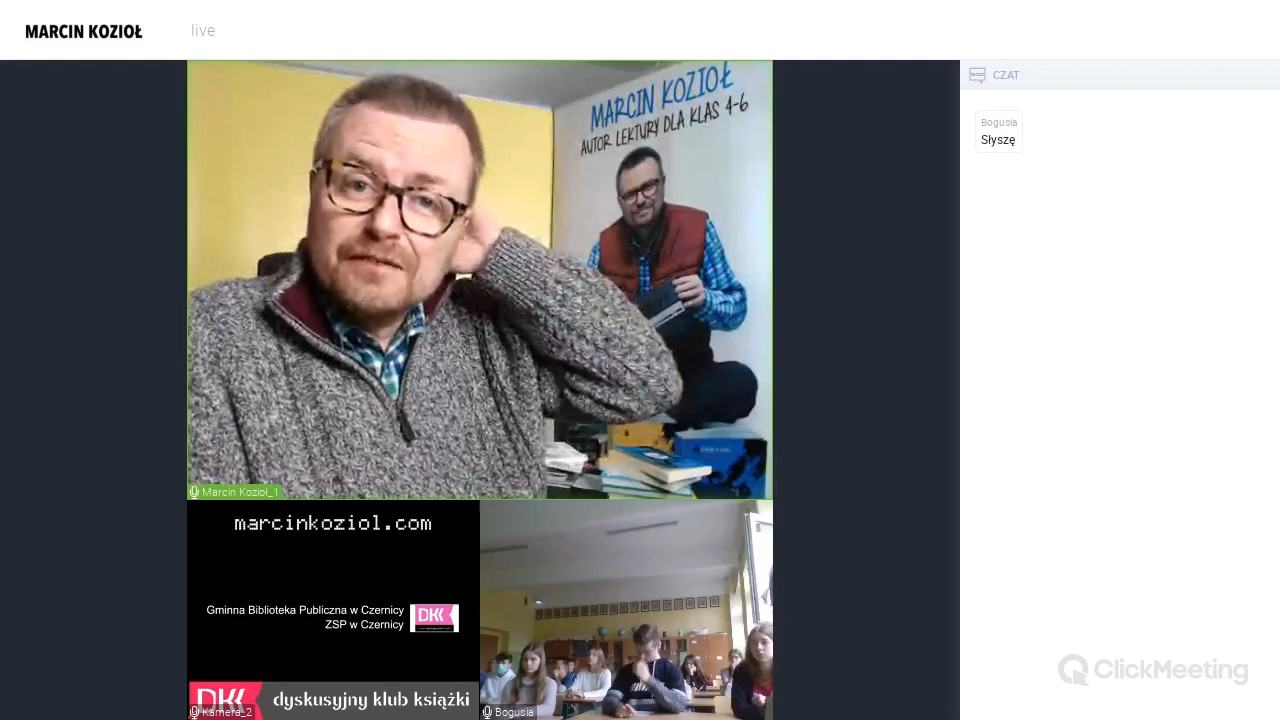 MARCIN KOZIOŁ
live
CZAT
Bogusia
Słyszę
MARCIN KOZIOŁ
AUTOR LEKTURY DLA KLAS 4-6
Marcin Kozioł_1
marcinkoziol.com
Gminna Biblioteka Publiczna w Czernicy
ZSP w Czernicy
DKK
DKK dyskusyjny klub książki
Kamera_2
Bogusia
ClickMeeting